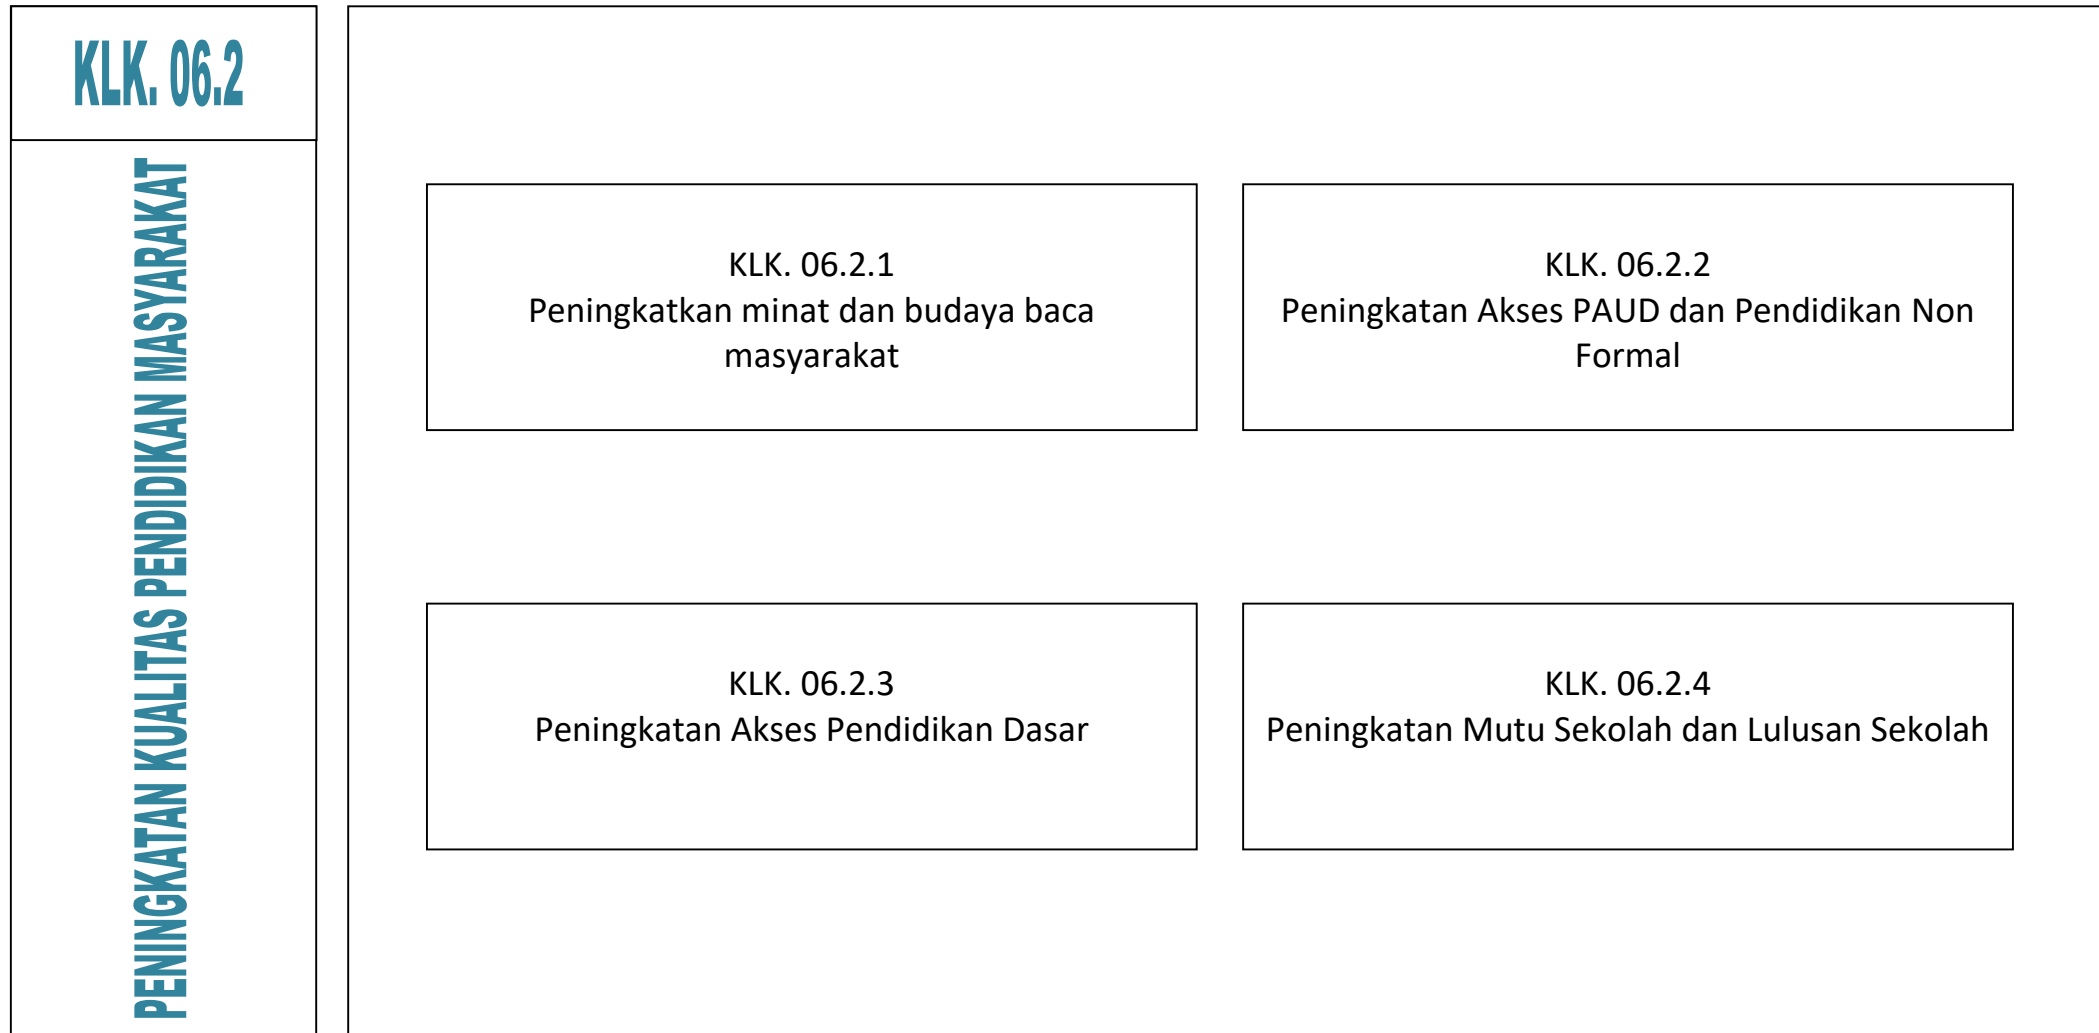 KLK. 06.2
PENINGKATAN KUALITAS PENDIDIKAN MASYARAKAT
KLK. 06.2.1
Peningkatkan minat dan budaya baca
masyarakat
KLK. 06.2.2
Peningkatan Akses PAUD dan Pendidikan Non
Formal
KLK. 06.2.3
Peningkatan Akses Pendidikan Dasar
KLK. 06.2.4
Peningkatan Mutu Sekolah dan Lulusan Sekolah